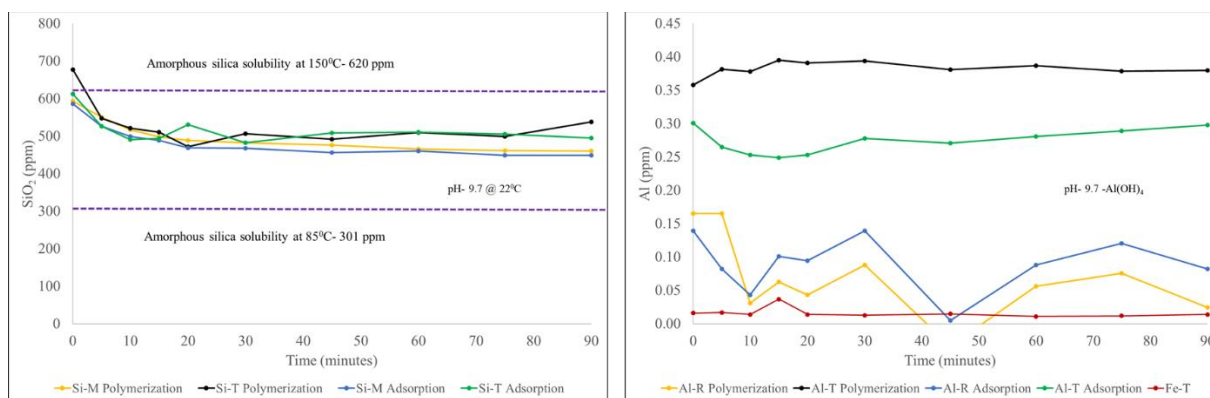 800
700
600
500
400
300
200
100
0
SiO₂ (ppm)
Amorphous silica solubility at 150⁰C- 620 ppm
pH- 9.7 @ 22⁰C
Amorphous silica solubility at 85⁰C- 301 ppm
0 10 20 30 40 50 60 70 80 90
Time (minutes)
Si-M Polymerization Si-T Polymerization Si-M Adsorption Si-T Adsorption
0.45
0.40
0.35
0.30
0.25
0.20
0.15
0.10
0.05
0.00
Al (ppm)
pH- 9.7 -Al(OH)₄
0 10 20 30 40 50 60 70 80 90
Time (minutes)
Al-R Polymerization Al-T Polymerization Al-R Adsorption Al-T Adsorption Fe-T